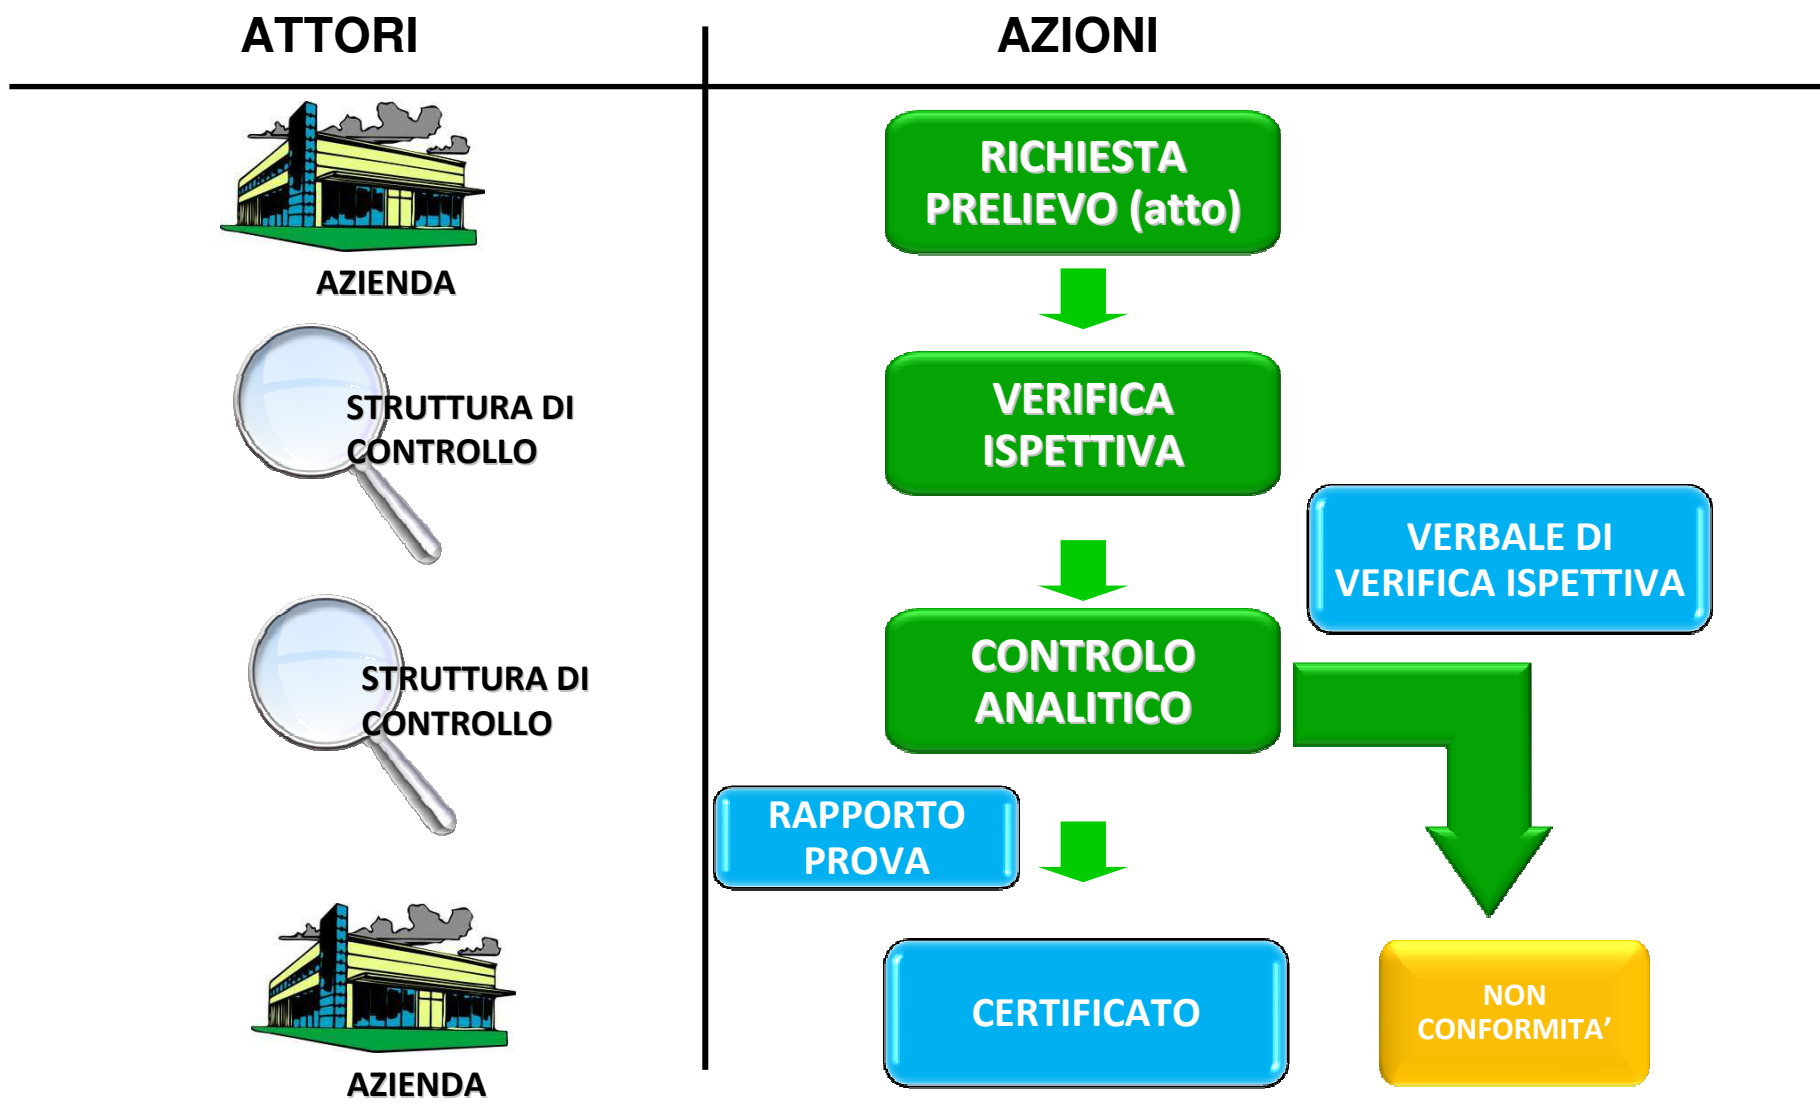 ATTORI
AZIONI
AZIENDA
RICHIESTA
PRELIEVO (atto)
STRUTTURA DI
CONTROLLO
VERIFICA
ISPETTIVA
VERBALE DI
VERIFICA ISPETTIVA
STRUTTURA DI
CONTROLLO
CONTROLO
ANALITICO
RAPPORTO
PROVA
AZIENDA
CERTIFICATO
NON
CONFORMITA’